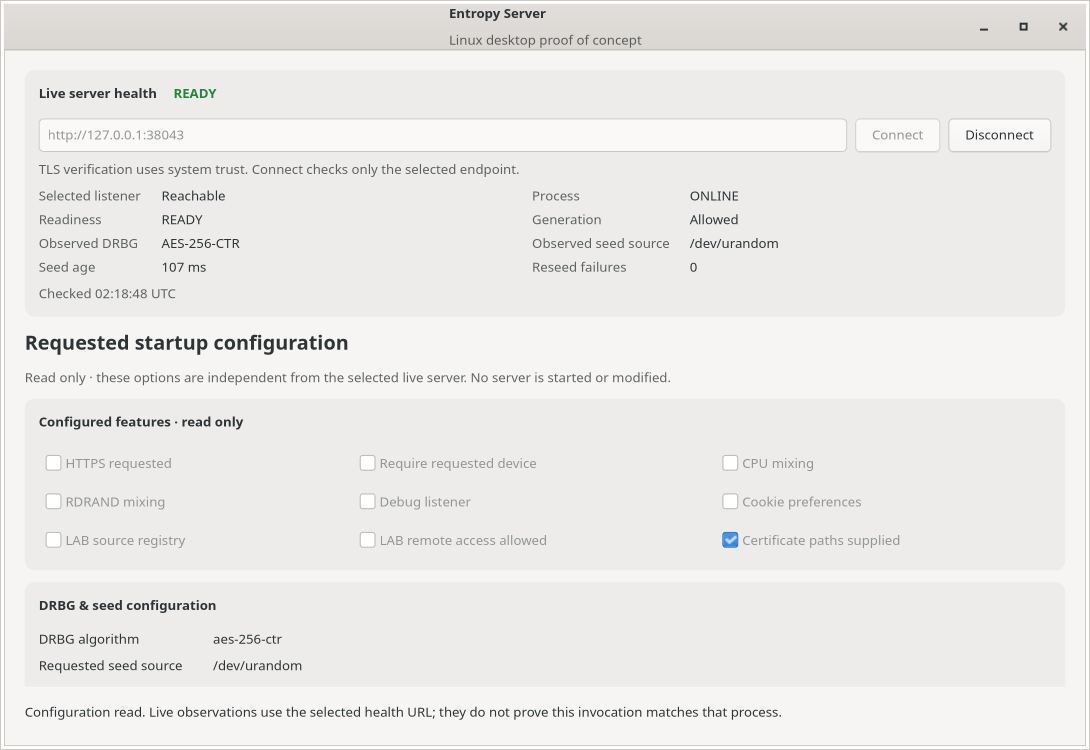 Entropy Server
Linux desktop proof of concept
Live server health READY
http://127.0.0.1:38043 Connect Disconnect
TLS verification uses system trust. Connect checks only the selected endpoint.
Selected listener Reachable Process ONLINE
Readiness READY Generation Allowed
Observed DRBG AES-256-CTR Observed seed source /dev/urandom
Seed age 107 ms Reseed failures 0
Checked 02:18:48 UTC
Requested startup configuration
Read only · these options are independent from the selected live server. No server is started or modified.
Configured features · read only
HTTPS requested Require requested device CPU mixing
RDRAND mixing Debug listener Cookie preferences
LAB source registry LAB remote access allowed Certificate paths supplied
DRBG & seed configuration
DRBG algorithm aes-256-ctr
Requested seed source /dev/urandom
Configuration read. Live observations use the selected health URL; they do not prove this invocation matches that process.